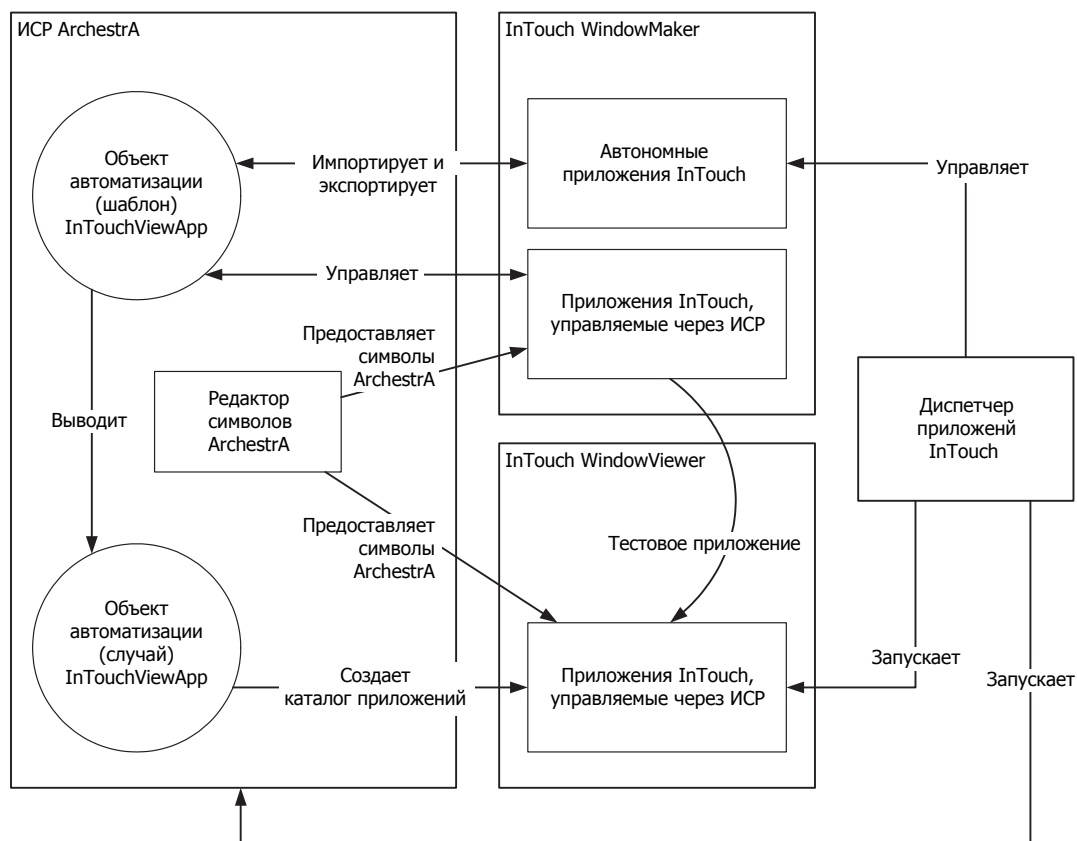 ИСР ArchestrA
InTouch WindowMaker
Объект
автоматизации
(шаблон)
InTouchViewApp
Импортирует и
экспортирует
Автономные
приложения InTouch
Управляет
Управляет
Приложения InTouch,
управляемые через ИСР
Предоставляет
символы
ArchestrA
Редактор
символов
ArchestrA
Выводит
Диспетчер
приложенй
InTouch
InTouch WindowViewer
Предоставляет
символы
ArchestrA
Тестовое приложение
Объект
автоматизации
(случай)
InTouchViewApp
Создает
каталог приложений
Приложения InTouch,
управляемые через ИСР
Запускает
Запускает